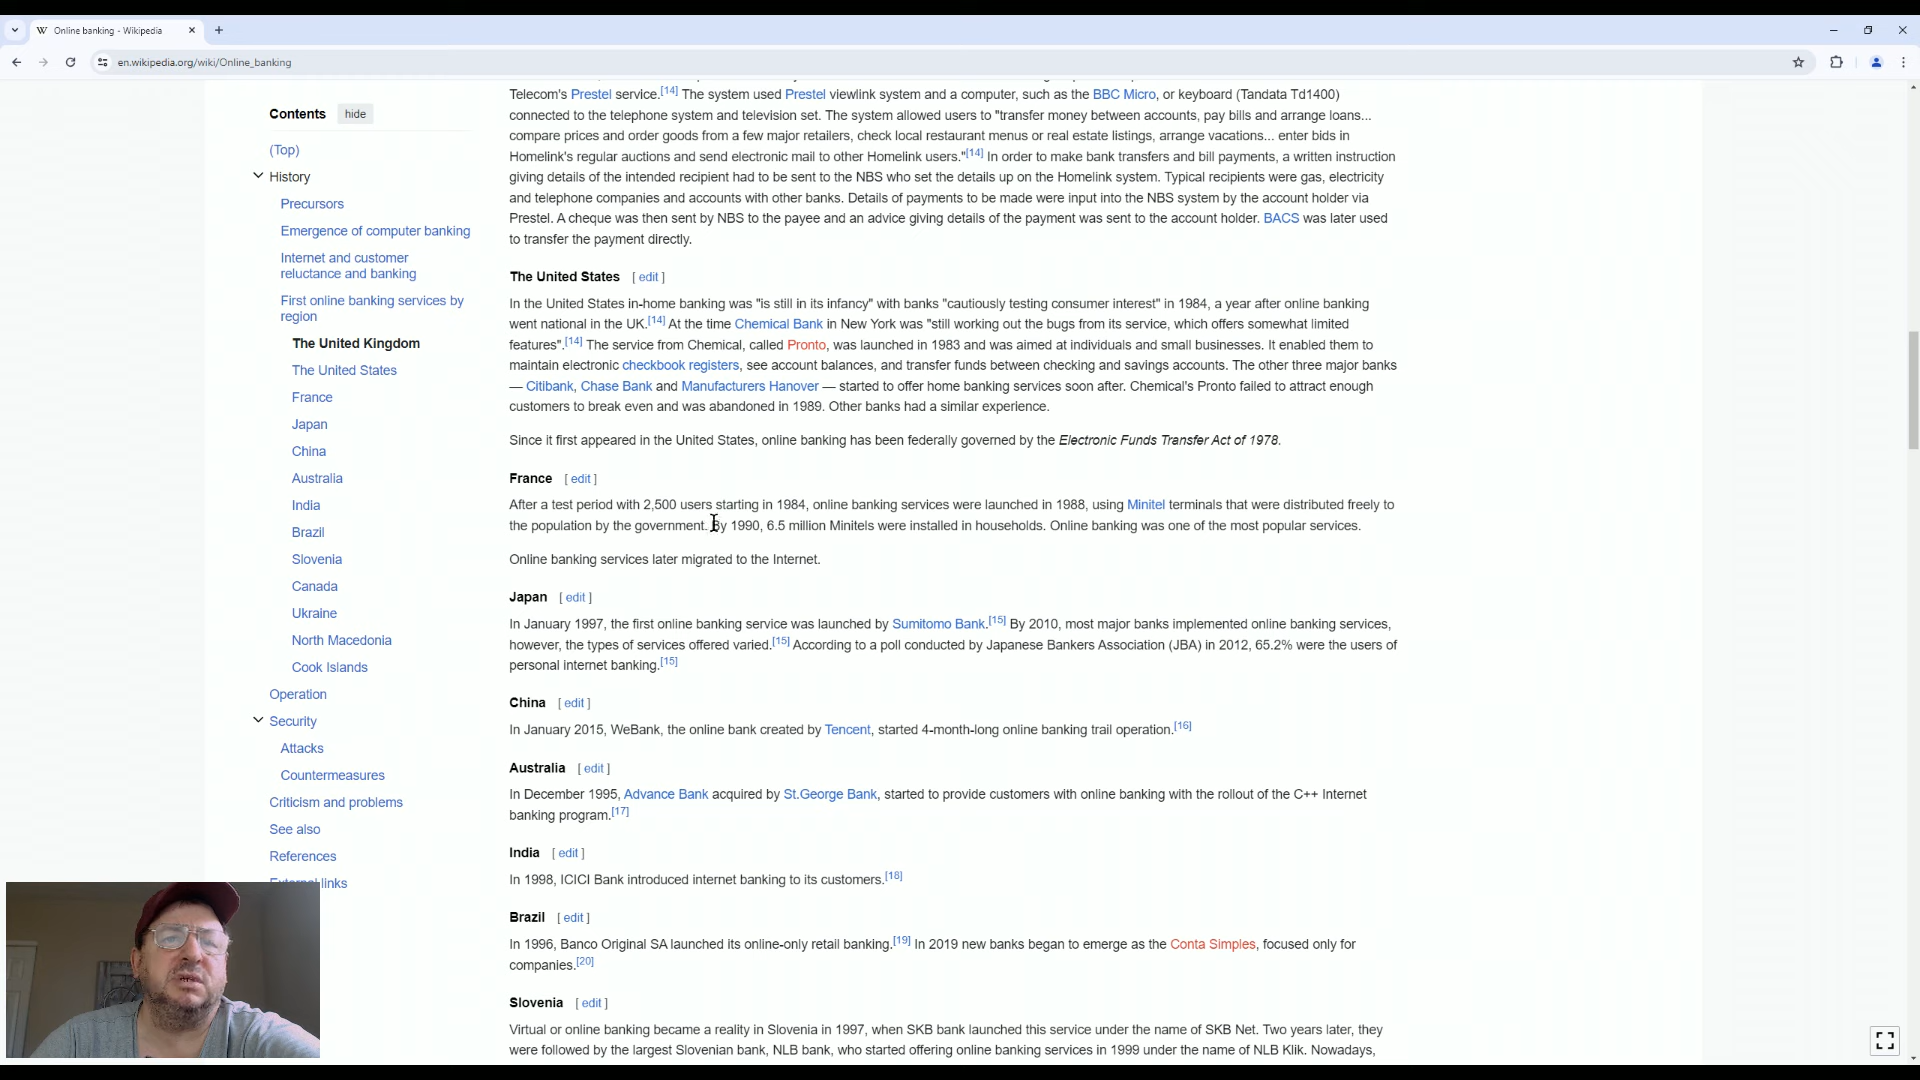 Online banking - Wikipedia
en.wikipedia.org/wiki/Online_banking
Contents hide
(Top)
History
Precursors
Emergence of computer banking
Internet and customer
reluctance and banking
First online banking services by
region
The United Kingdom
The United States
France
Japan
China
Australia
India
Brazil
Slovenia
Canada
Ukraine
North Macedonia
Cook Islands
Operation
Security
Attacks
Countermeasures
Criticism and problems
See also
References
External links
Telecom's Prestel service.[14] The system used Prestel viewlink system and a computer, such as the BBC Micro, or keyboard (Tandata Td1400)
connected to the telephone system and television set. The system allowed users to "transfer money between accounts, pay bills and arrange loans...
compare prices and order goods from a few major retailers, check local restaurant menus or real estate listings, arrange vacations... enter bids in
Homelink's regular auctions and send electronic mail to other Homelink users."[14] In order to make bank transfers and bill payments, a written instruction
giving details of the intended recipient had to be sent to the NBS who set the details up on the Homelink system. Typical recipients were gas, electricity
and telephone companies and accounts with other banks. Details of payments to be made were input into the NBS system by the account holder via
Prestel. A cheque was then sent by NBS to the payee and an advice giving details of the payment was sent to the account holder. BACS was later used
to transfer the payment directly.
The United States [ edit ]
In the United States in-home banking was "is still in its infancy" with banks "cautiously testing consumer interest" in 1984, a year after online banking
went national in the UK.[14] At the time Chemical Bank in New York was "still working out the bugs from its service, which offers somewhat limited
features".[14] The service from Chemical, called Pronto, was launched in 1983 and was aimed at individuals and small businesses. It enabled them to
maintain electronic checkbook registers, see account balances, and transfer funds between checking and savings accounts. The other three major banks
— Citibank, Chase Bank and Manufacturers Hanover — started to offer home banking services soon after. Chemical's Pronto failed to attract enough
customers to break even and was abandoned in 1989. Other banks had a similar experience.
Since it first appeared in the United States, online banking has been federally governed by the Electronic Funds Transfer Act of 1978.
France [ edit ]
After a test period with 2,500 users starting in 1984, online banking services were launched in 1988, using Minitel terminals that were distributed freely to
the population by the government. By 1990, 6.5 million Minitels were installed in households. Online banking was one of the most popular services.
Online banking services later migrated to the Internet.
Japan [ edit ]
In January 1997, the first online banking service was launched by Sumitomo Bank.[15] By 2010, most major banks implemented online banking services,
however, the types of services offered varied.[15] According to a poll conducted by Japanese Bankers Association (JBA) in 2012, 65.2% were the users of
personal internet banking.[15]
China [ edit ]
In January 2015, WeBank, the online bank created by Tencent, started 4-month-long online banking trail operation.[16]
Australia [ edit ]
In December 1995, Advance Bank acquired by St.George Bank, started to provide customers with online banking with the rollout of the C++ Internet
banking program.[17]
India [ edit ]
In 1998, ICICI Bank introduced internet banking to its customers.[18]
Brazil [ edit ]
In 1996, Banco Original SA launched its online-only retail banking.[19] In 2019 new banks began to emerge as the Conta Simples, focused only for
companies.[20]
Slovenia [ edit ]
Virtual or online banking became a reality in Slovenia in 1997, when SKB bank launched this service under the name of SKB Net. Two years later, they
were followed by the largest Slovenian bank, NLB bank, who started offering online banking services in 1999 under the name of NLB Klik. Nowadays,